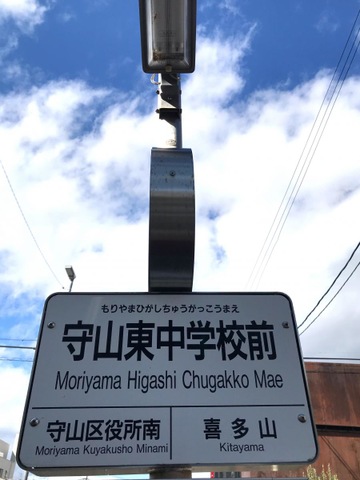 もりやまひがしちゅうがっこうまえ
守山東中学校前
Moriyama Higashi Chugakko Mae
守山区役所南
Moriyama Kuyakusho Minami
喜多山
Kitayama